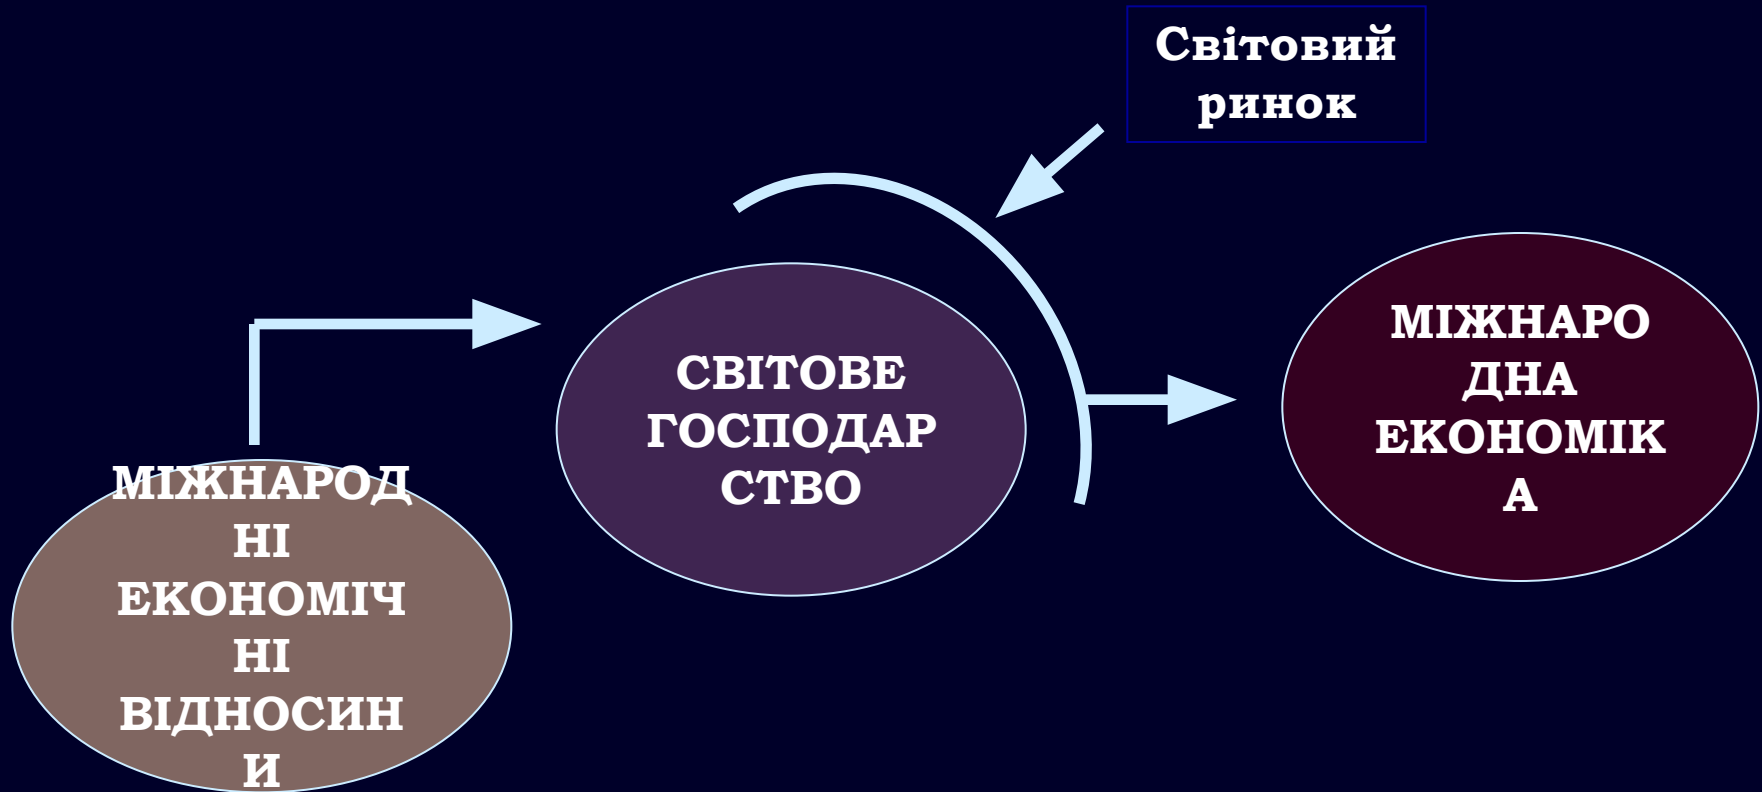 Світовий
ринок
СВІТОВЕ
ГОСПОДАР
СТВО
МІЖНАРО
ДНА
ЕКОНОМІК
А
МІЖНАРОД
НІ
ЕКОНОМІЧ
НІ
ВІДНОСИН
И